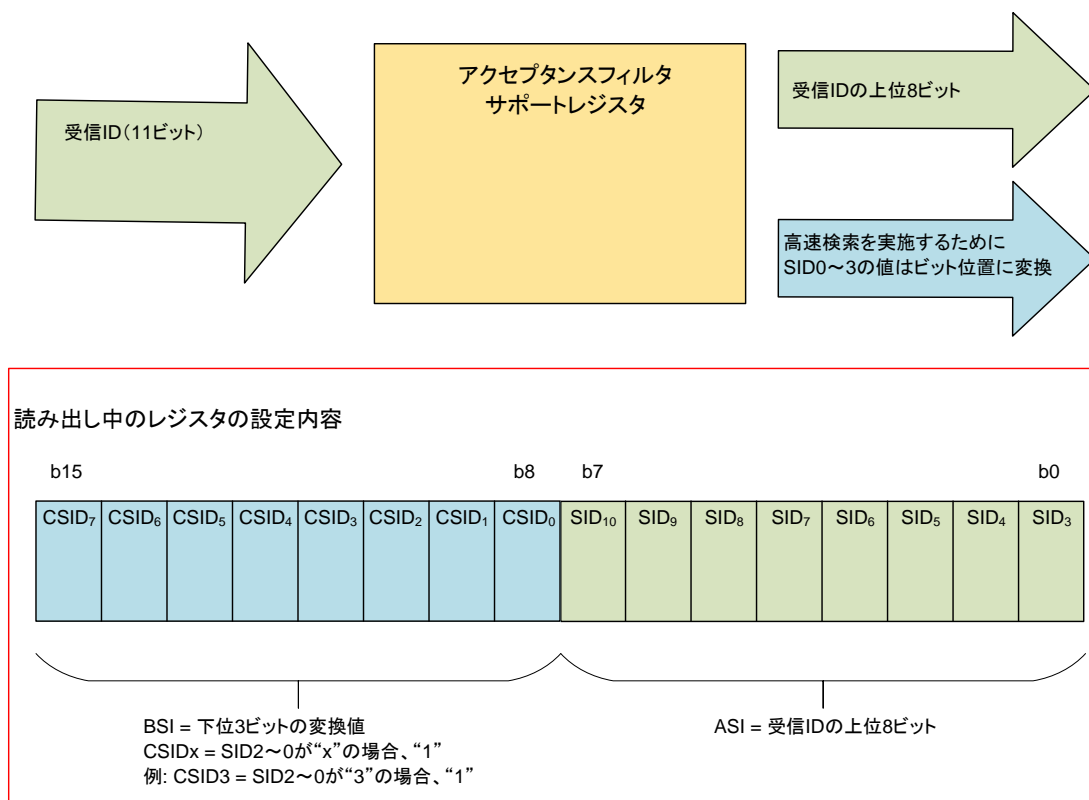 受信ID（11ビット）
アクセプタンスフィルタ
サポートレジスタ
受信IDの上位8ビット
高速検索を実施するために
SID0～3の値はビット位置に変換
読み出し中のレジスタの設定内容
b15 b8 b7 b0
CSID7 CSID6 CSID5 CSID4 CSID3 CSID2 CSID1 CSID0 SID10 SID9 SID8 SID7 SID6 SID5 SID4 SID3
BSI = 下位3ビットの変換値
CSIDx = SID2～0が“x”の場合、“1”
例: CSID3 = SID2～0が“3”の場合、“1”
ASI = 受信IDの上位8ビット